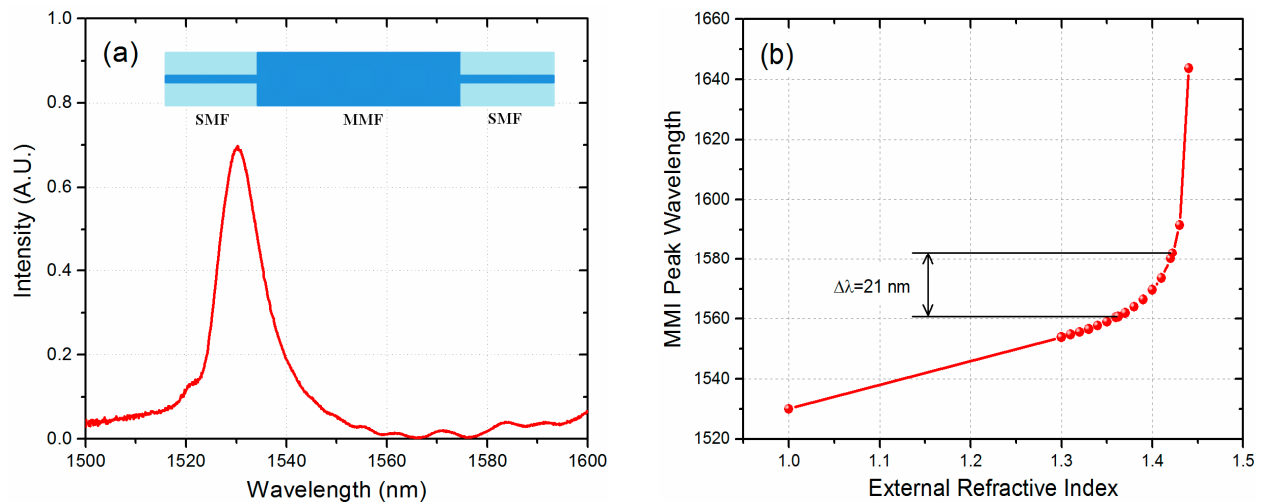 (a)
SMF
MMF
SMF
Intensity (A.U.)
1.0
0.8
0.6
0.4
0.2
0.0
1500 1520 1540 1560 1580 1600
Wavelength (nm)
(b)
Δλ=21 nm
MMI Peak Wavelength
1660
1640
1620
1600
1580
1560
1540
1520
1.0 1.1 1.2 1.3 1.4 1.5
External Refractive Index